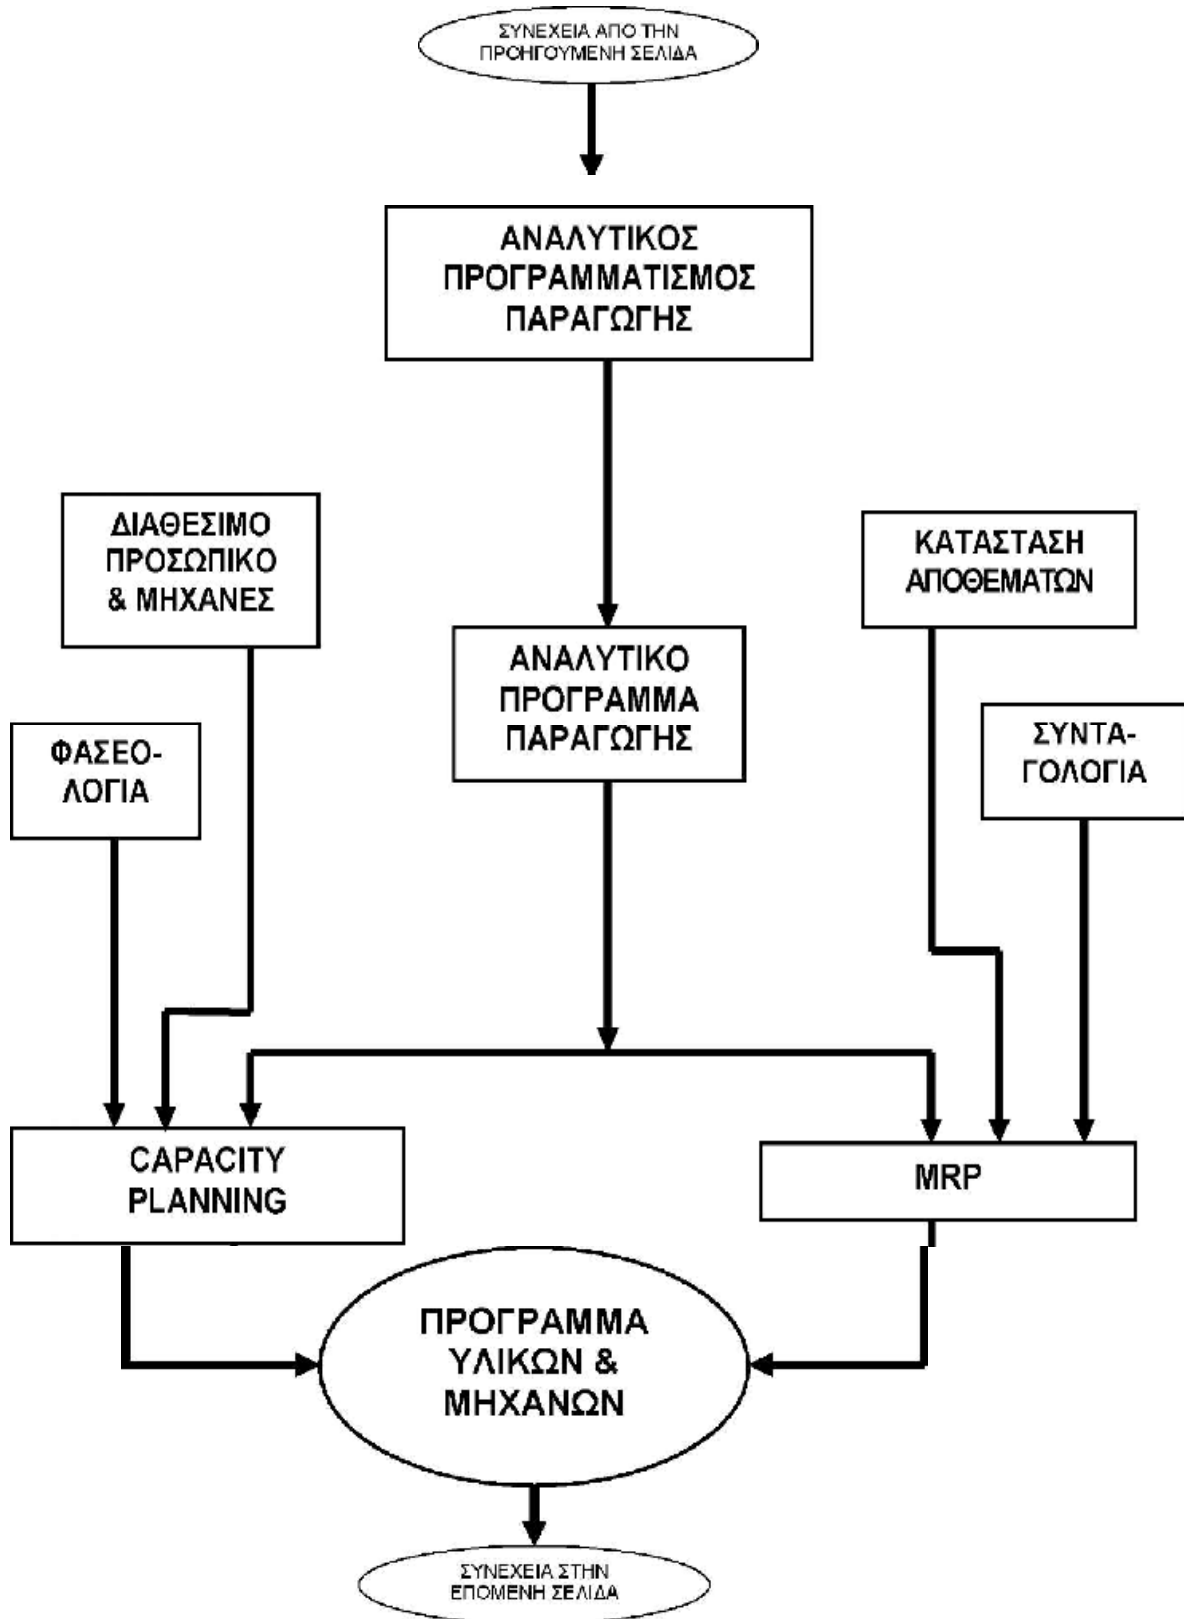 ΣΥΝΕΧΕΙΑ ΑΠΟ ΤΗΝ
ΠΡΟΗΓΟΥΜΕΝΗ ΣΕΛΙΔΑ
ΑΝΑΛΥΤΙΚΟΣ
ΠΡΟΓΡΑΜΜΑΤΙΣΜΟΣ
ΠΑΡΑΓΩΓΗΣ
ΔΙΑΘΕΣΙΜΟ
ΠΡΟΣΩΠΙΚΟ
& ΜΗΧΑΝΕΣ
ΚΑΤΑΣΤΑΣΗ
ΑΠΟΘΕΜΑΤΩΝ
ΑΝΑΛΥΤΙΚΟ
ΠΡΟΓΡΑΜΜΑ
ΠΑΡΑΓΩΓΗΣ
ΦΑΣΕΟ-
ΛΟΓΙΑ
ΣΥΝΤΑ-
ΓΟΛΟΓΙΑ
CAPACITY
PLANNING
MRP
ΠΡΟΓΡΑΜΜΑ
ΥΛΙΚΩΝ &
ΜΗΧΑΝΩΝ
ΣΥΝΕΧΕΙΑ ΣΤΗΝ
ΕΠΟΜΕΝΗ ΣΕΛΙΔΑ